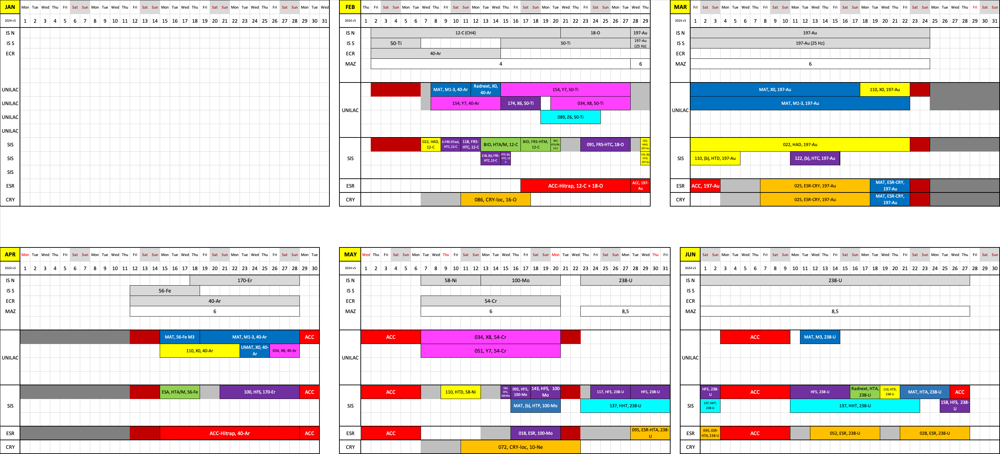 JAN Mon Tue Wed Thu Fri Sat Sun Mon Tue Wed Thu Fri Sat Sun Mon Tue Wed Thu Fri Sat Sun Mon Tue Wed Thu Fri Sat Sun Mon Tue Wed
2024 v5 1 2 3 4 5 6 7 8 9 10 11 12 13 14 15 16 17 18 19 20 21 22 23 24 25 26 27 28 29 30 31
IS N
IS S
ECR
MAZ
UNILAC
UNILAC
UNILAC
UNILAC
SIS
SIS
SIS
ESR
CRY
FEB Thu Fri Sat Sun Mon Tue Wed Thu Fri Sat Sun Mon Tue Wed Thu Fri Sat Sun Mon Tue Wed Thu Fri Sat Sun Mon Tue Wed Thu
2024 v5 1 2 3 4 5 6 7 8 9 10 11 12 13 14 15 16 17 18 19 20 21 22 23 24 25 26 27 28 29
IS N 12-C (CH4) 18-O 197-Au
IS S 50-Ti 50-Ti 197-Au
(25 Hz)
ECR 40-Ar
MAZ 4 6
UNILAC
MAT, M1-3, 40-Ar Radnext, X0,
40-Ar
154, Y7, 50-Ti
154, Y7, 40-Ar 174, X6, 50-Ti 034, X8, 50-Ti
089, Z6, 50-Ti
SIS
022, HAD,
12-C
S-FRS DTest,
HTC, 12-C
118, FRS-
HTC, 12-C
BIO, HTA/M, 12-C
BIO, FRS-HTM,
12-C
BIO,
HTA/M,
12-C
091, FRS-HTC, 18-O
022,
HAD,
197-Au
118, (b), FRS-
HTC, 12-C
073, (b),
HTC, 12-
C
110, (b),
HTD,
197-Au
ESR ACC-Hitrap, 12-C + 18-O ACC, 197-
Au
CRY 086, CRY-loc, 16-O
MAR Fri Sat Sun Mon Tue Wed Thu Fri Sat Sun Mon Tue Wed Thu Fri Sat Sun Mon Tue Wed Thu Fri Sat Sun Mon Tue Wed Thu Fri Sat Sun
2024 v5 1 2 3 4 5 6 7 8 9 10 11 12 13 14 15 16 17 18 19 20 21 22 23 24 25 26 27 28 29 30 31
IS N 197-Au
IS S 197-Au (25 Hz)
ECR
MAZ 6
UNILAC
MAT, X0, 197-Au 110, X0, 197-Au
MAT, M1-3, 197-Au
SIS
022, HAD, 197-Au
110, (b), HTD, 197-Au 122, (b), HTC, 197-Au
ESR ACC, 197-Au 025, ESR-CRY, 197-Au MAT, ESR-CRY,
197-Au
CRY 025, ESR-CRY, 197-Au MAT, ESR-CRY,
197-Au
APR Mon Tue Wed Thu Fri Sat Sun Mon Tue Wed Thu Fri Sat Sun Mon Tue Wed Thu Fri Sat Sun Mon Tue Wed Thu Fri Sat Sun Mon Tue
2024 v5 1 2 3 4 5 6 7 8 9 10 11 12 13 14 15 16 17 18 19 20 21 22 23 24 25 26 27 28 29 30
IS N 170-Er
IS S 56-Fe
ECR 40-Ar
MAZ 6
UNILAC
MAT, 56-Fe M3 MAT, M1-3, 40-Ar ACC
110, X0, 40-Ar UMAT, X0, 40-
Ar
034, X8, 40-Ar
SIS
ESA, HTA/M, 56-Fe 100, HFS, 170-Er ACC
ESR ACC-Hitrap, 40-Ar ACC
CRY
MAY Wed Thu Fri Sat Sun Mon Tue Wed Thu Fri Sat Sun Mon Tue Wed Thu Fri Sat Sun Mon Tue Wed Thu Fri Sat Sun Mon Tue Wed Thu Fri
2024 v5 1 2 3 4 5 6 7 8 9 10 11 12 13 14 15 16 17 18 19 20 21 22 23 24 25 26 27 28 29 30 31
IS N 58-Ni 100-Mo 238-U
IS S
ECR 54-Cr
MAZ 6 8,5
UNILAC
ACC 034, X8, 54-Cr
051, Y7, 54-Cr
SIS
ACC 110, HTD, 58-Ni
160,
HFS,
100-Mo
092, HFS,
100-Mo
143, HFS, 100-
Mo
117, HFS, 238-U HFS, 238-U
MAT, (b), HTP, 100-Mo 137, HHT, 238-U
ESR ACC 018, ESR, 100-Mo 095, ESR-HTA, 238-
U
CRY 072, CRY-loc, 10-Ne
JUN Sat Sun Mon Tue Wed Thu Fri Sat Sun Mon Tue Wed Thu Fri Sat Sun Mon Tue Wed Thu Fri Sat Sun Mon Tue Wed Thu Fri Sat Sun
2024 v5 1 2 3 4 5 6 7 8 9 10 11 12 13 14 15 16 17 18 19 20 21 22 23 24 25 26 27 28 29 30
IS N 238-U
IS S
ECR
MAZ 8,5
UNILAC
ACC MAT, M3, 238-U
SIS
HFS, 238-
U
ACC HFS, 238-U
Radnext, HTA,
238-U
110, HTD,
238-U
MAT, HTA, 238-U ACC
137, HHT,
238-U
137, HHT, 238-U
158, HFS, 238-
U
ESR 095, ESR-
HTA, 238-U
ACC 052, ESR, 238-U 028, ESR, 238-U
CRY